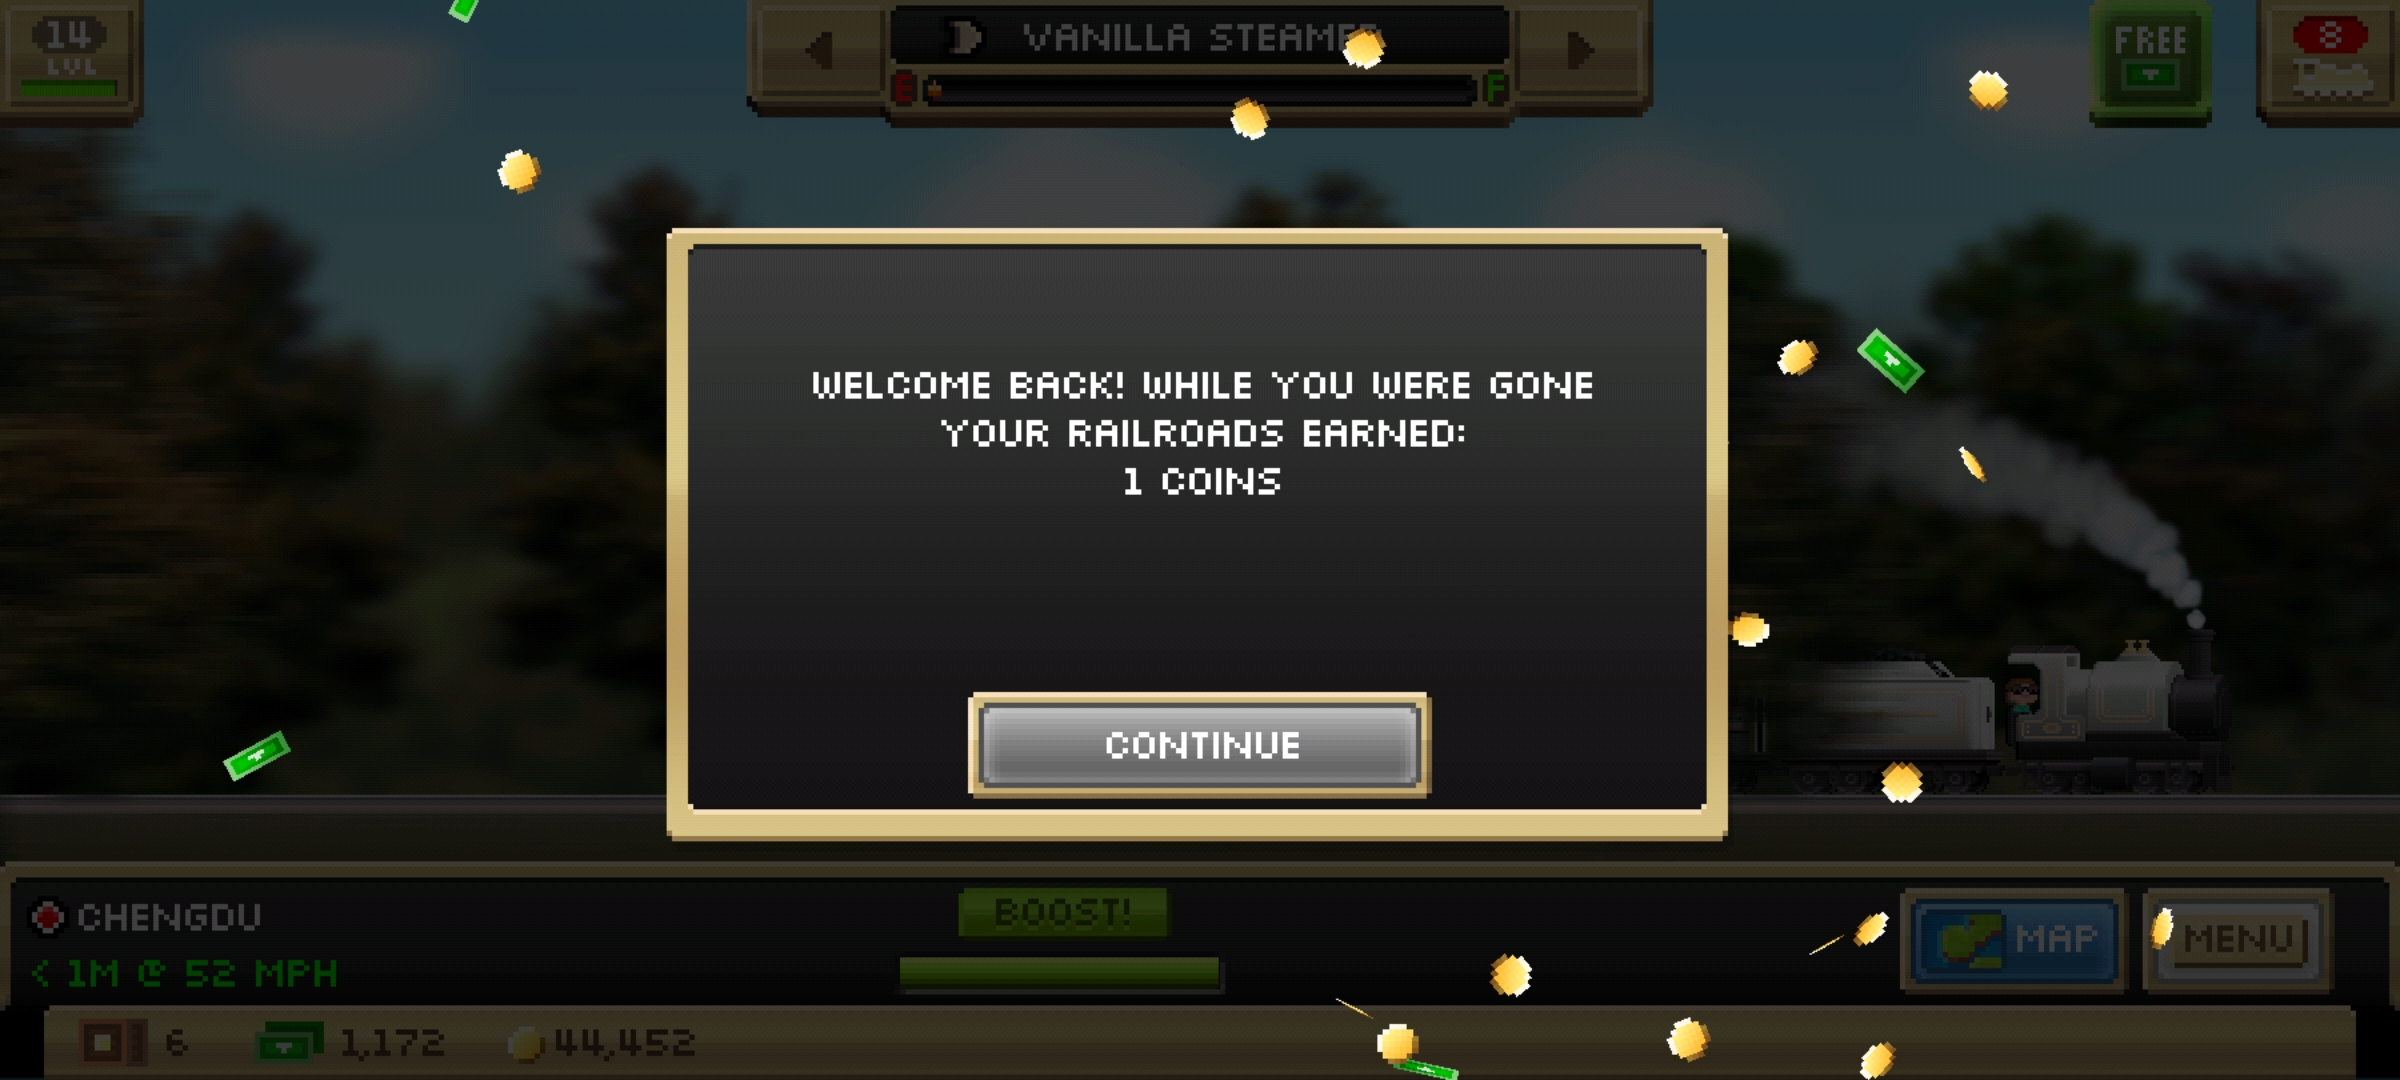 14
LVL
VANILLA STEAMER
E
F
FREE
8
WELCOME BACK! WHILE YOU WERE GONE
YOUR RAILROADS EARNED:
1 COINS
CONTINUE
CHENGDU
< 1M @ 52 MPH
BOOST!
MAP
MENU
6
1,172
44,452